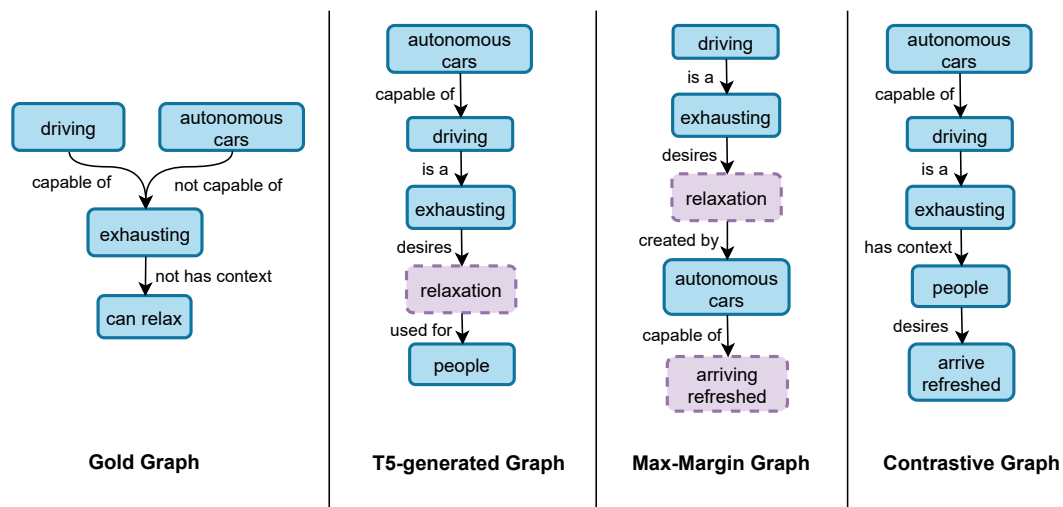 driving
autonomous
cars
capable of
not capable of
exhausting
not has context
can relax
Gold Graph
autonomous
cars
capable of
driving
is a
exhausting
desires
relaxation
used for
people
T5-generated Graph
driving
is a
exhausting
desires
relaxation
created by
autonomous
cars
capable of
arriving
refreshed
Max-Margin Graph
autonomous
cars
capable of
driving
is a
exhausting
has context
people
desires
arrive
refreshed
Contrastive Graph